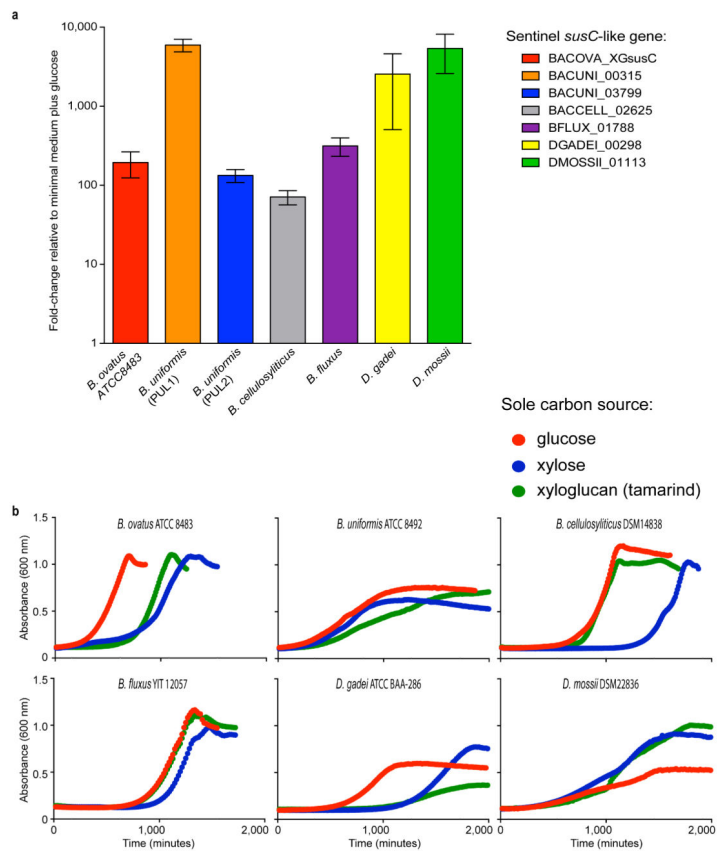 a
Fold-change relative to minimal medium plus glucose
10,000
1,000
100
10
1
B. ovatus
ATCC8483
B. uniformis
(PUL1)
B. uniformis
(PUL2)
B. cellulosyliticus
B. fluxus
D. gadei
D. mossii
Sentinel susC-like gene:
BACOVA_XGsusC
BACUNI_00315
BACUNI_03799
BACCELL_02625
BFLUX_01788
DGADEI_00298
DMOSSII_01113
Sole carbon source:
glucose
xylose
xyloglucan (tamarind)
b
B. ovatus ATCC 8483
B. uniformis ATCC 8492
B. cellulosyliticus DSM14838
Absorbance (600 nm)
1.5
1.0
0.5
0
B. fluxus YIT 12057
D. gadei ATCC BAA-286
D. mossii DSM22836
Absorbance (600 nm)
1.5
1.0
0.5
0
0 1,000 2,000
0 1,000 2,000
0 1,000 2,000
Time (minutes)
Time (minutes)
Time (minutes)